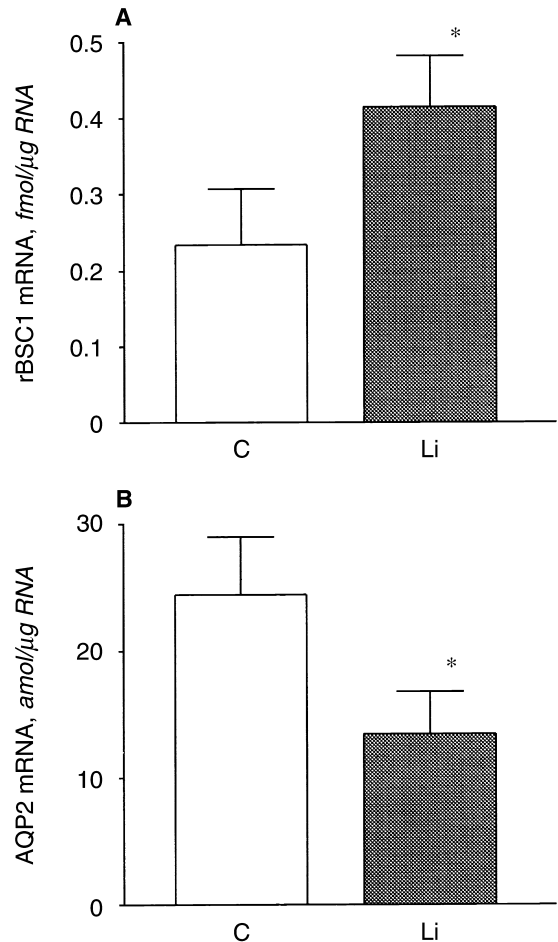 A
rBSC1 mRNA, fmol/µg RNA
0.5
0.4
0.3
0.2
0.1
0
*
C
Li
B
AQP2 mRNA, amol/µg RNA
30
20
10
0
*
C
Li